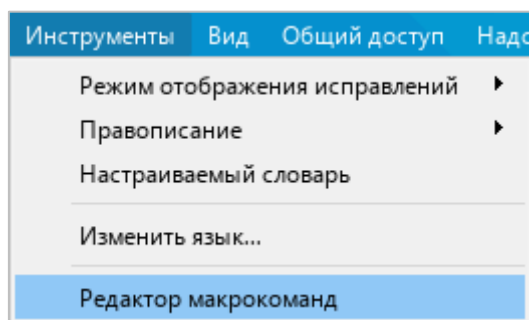 Инструменты Вид Общий доступ
Режим отображения исправлений
Правописание
Настраиваемый словарь
Изменить язык...
Редактор макрокоманд